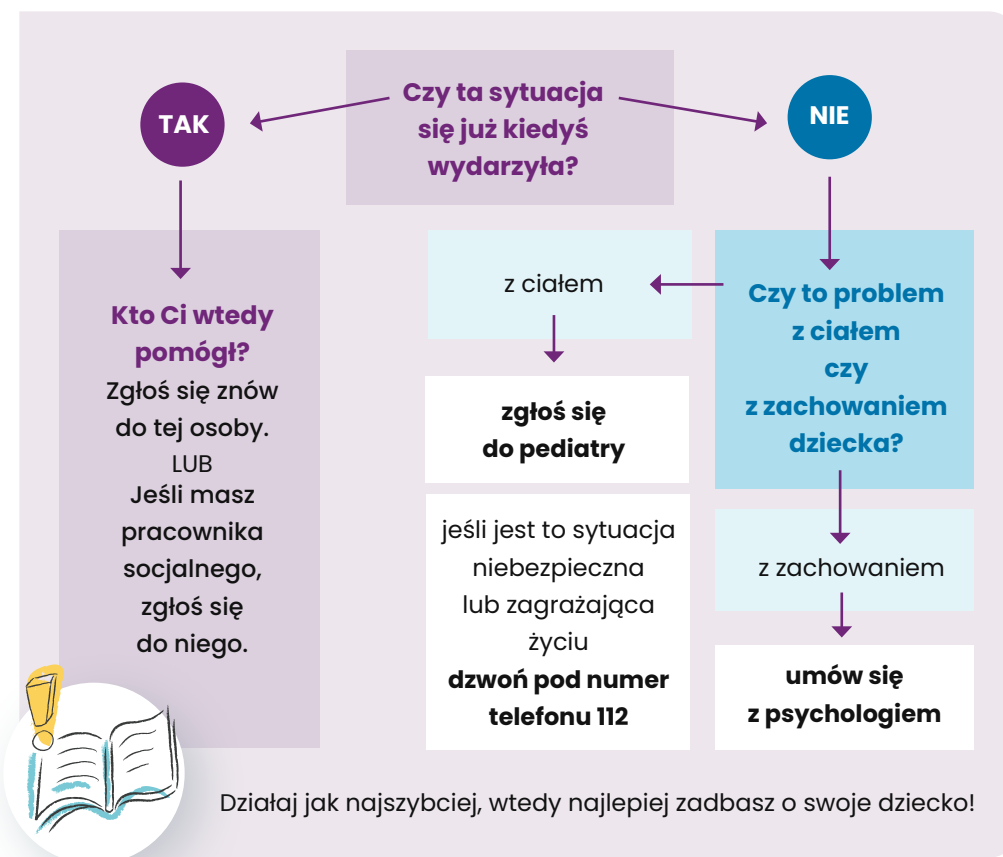 Czy ta sytuacja
się już kiedyś
wydarzyła?
TAK
NIE
Kto Ci wtedy
pomógł?
Zgłoś się znów
do tej osoby.
LUB
Jeśli masz
pracownika
socjalnego,
zgłoś się
do niego.
Czy to problem
z ciałem
czy
z zachowaniem
dziecka?
z ciałem
zgłoś się
do pediatry
jeśli jest to sytuacja
niebezpieczna
lub zagrażająca
życiu
dzwoń pod numer
telefonu 112
z zachowaniem
umów się
z psychologiem
Działaj jak najszybciej, wtedy najlepiej zadbasz o swoje dziecko!